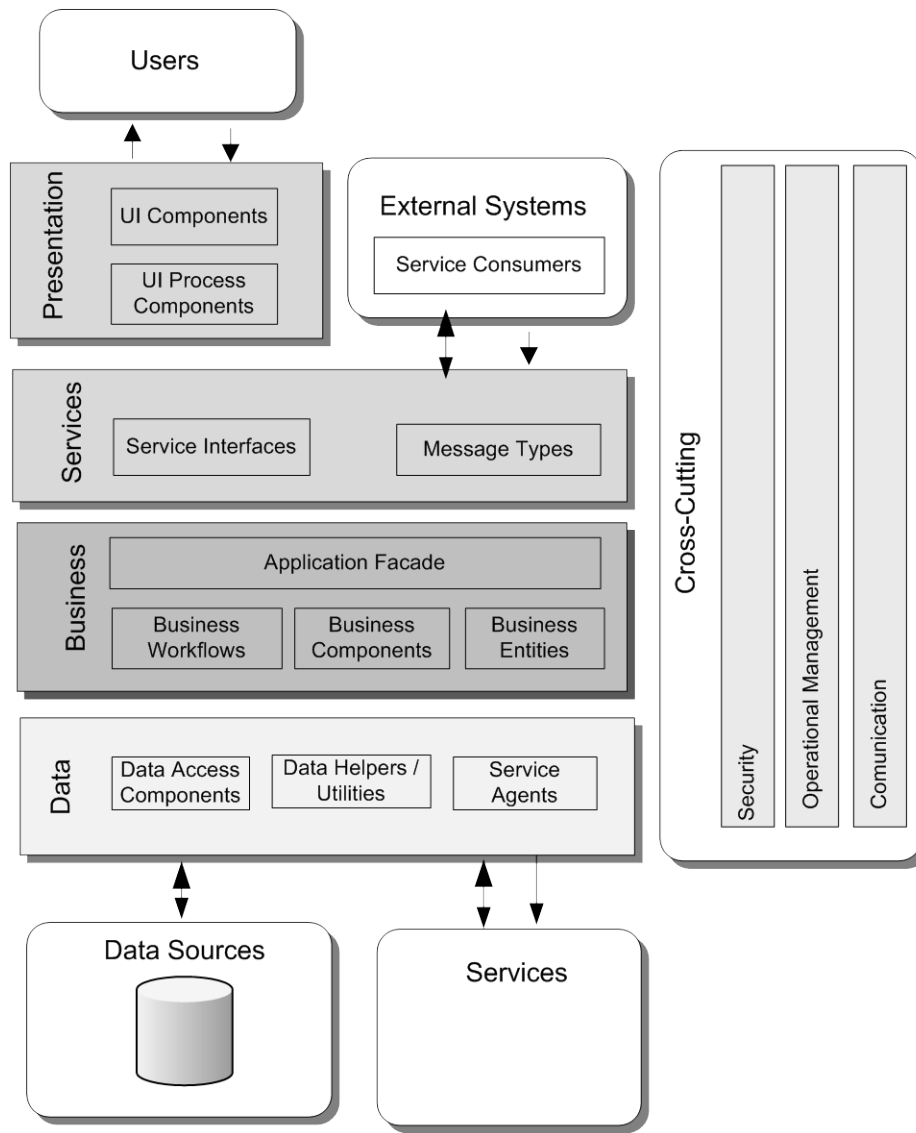 Users
Presentation
UI Components
UI Process
Components
External Systems
Service Consumers
Services
Service Interfaces
Message Types
Business
Application Facade
Business
Workflows
Business
Components
Business
Entities
Data
Data Access
Components
Data Helpers /
Utilities
Service
Agents
Data Sources
Services
Cross-Cutting
Security
Operational Management
Comunication